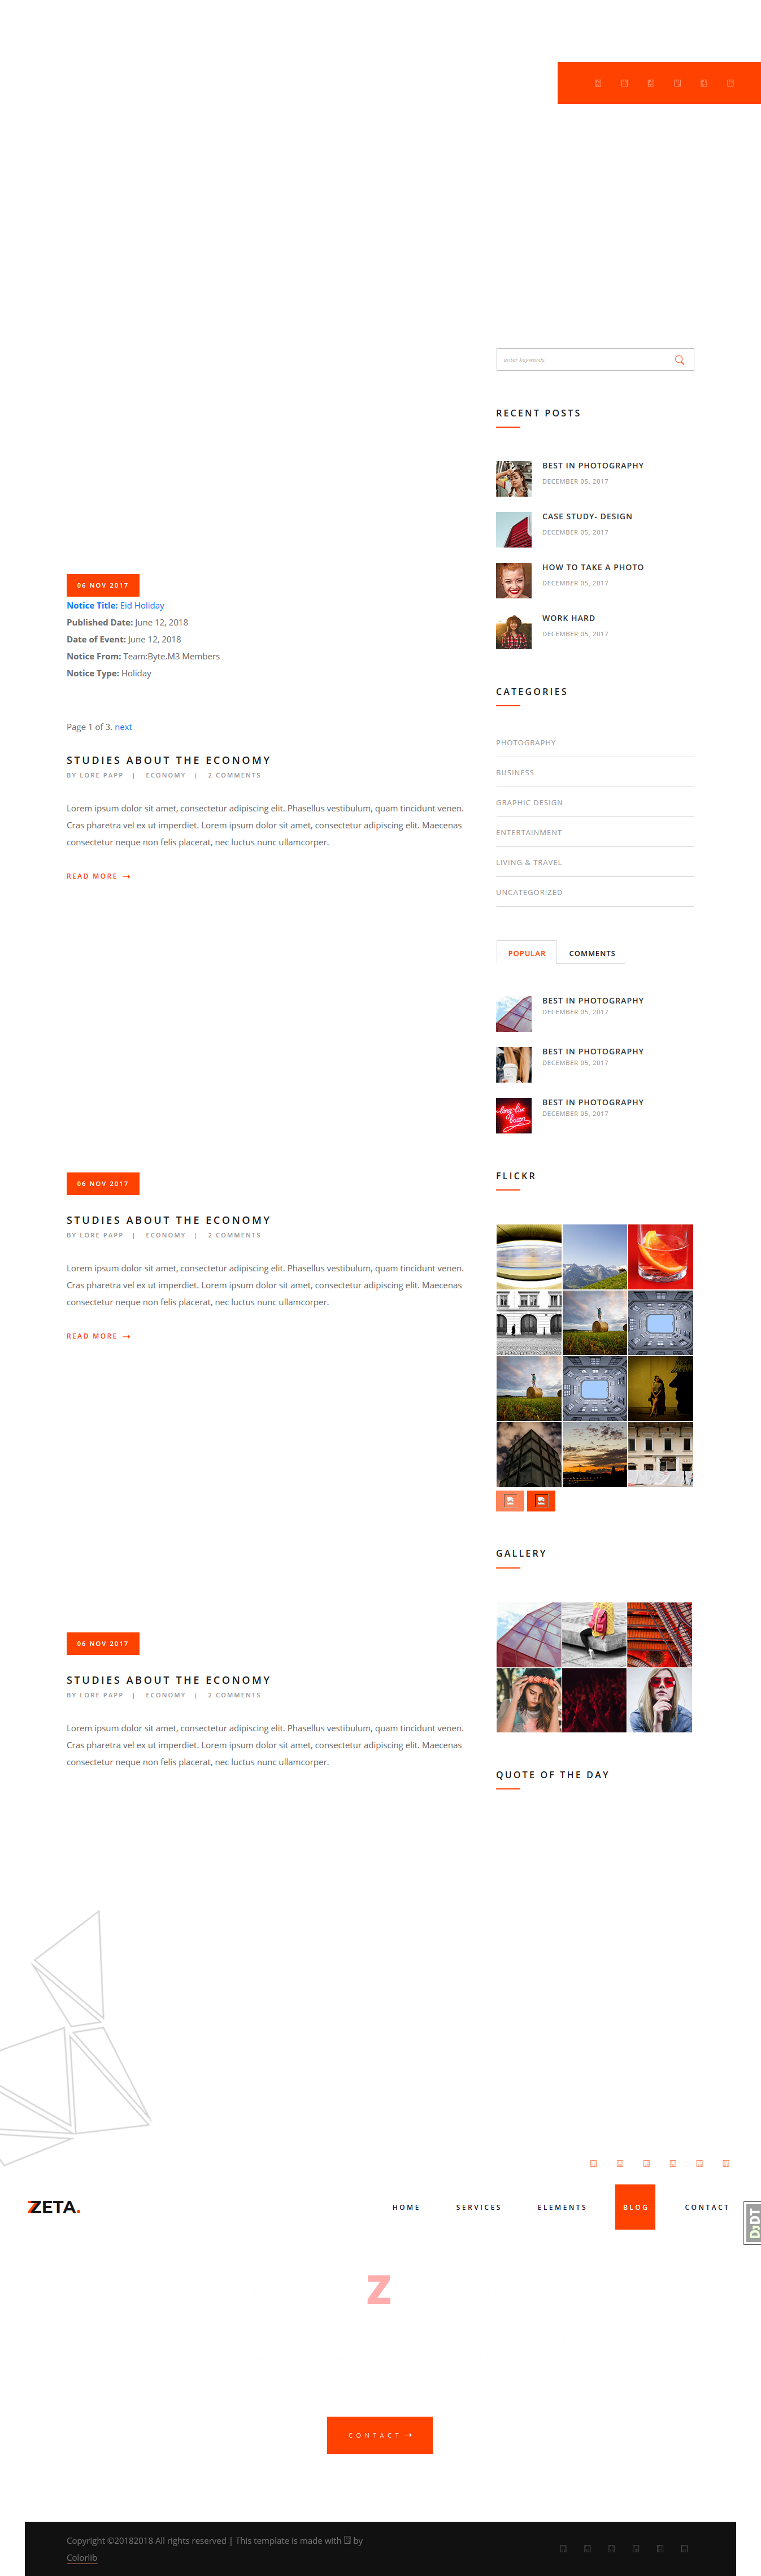 06 NOV 2017
Notice Title: Eid Holiday
Published Date: June 12, 2018
Date of Event: June 12, 2018
Notice From: Team:Byte.M3 Members
Notice Type: Holiday
Page 1 of 3. next
STUDIES ABOUT THE ECONOMY
BY LORE PAPP | ECONOMY | 2 COMMENTS
Lorem ipsum dolor sit amet, consectetur adipiscing elit. Phasellus vestibulum, quam tincidunt venen.
Cras pharetra vel ex ut imperdiet. Lorem ipsum dolor sit amet, consectetur adipiscing elit. Maecenas
consectetur neque non felis placerat, nec luctus nunc ullamcorper.
READ MORE
06 NOV 2017
STUDIES ABOUT THE ECONOMY
BY LORE PAPP | ECONOMY | 2 COMMENTS
Lorem ipsum dolor sit amet, consectetur adipiscing elit. Phasellus vestibulum, quam tincidunt venen.
Cras pharetra vel ex ut imperdiet. Lorem ipsum dolor sit amet, consectetur adipiscing elit. Maecenas
consectetur neque non felis placerat, nec luctus nunc ullamcorper.
READ MORE
06 NOV 2017
STUDIES ABOUT THE ECONOMY
BY LORE PAPP | ECONOMY | 2 COMMENTS
Lorem ipsum dolor sit amet, consectetur adipiscing elit. Phasellus vestibulum, quam tincidunt venen.
Cras pharetra vel ex ut imperdiet. Lorem ipsum dolor sit amet, consectetur adipiscing elit. Maecenas
consectetur neque non felis placerat, nec luctus nunc ullamcorper.
enter keywords
RECENT POSTS
BEST IN PHOTOGRAPHY
DECEMBER 05, 2017
CASE STUDY- DESIGN
DECEMBER 05, 2017
HOW TO TAKE A PHOTO
DECEMBER 05, 2017
WORK HARD
DECEMBER 05, 2017
CATEGORIES
PHOTOGRAPHY
BUSINESS
GRAPHIC DESIGN
ENTERTAINMENT
LIVING & TRAVEL
UNCATEGORIZED
POPULAR COMMENTS
BEST IN PHOTOGRAPHY
DECEMBER 05, 2017
BEST IN PHOTOGRAPHY
DECEMBER 05, 2017
long live
BEST IN PHOTOGRAPHY
DECEMBER 05, 2017
FLICKR
GALLERY
QUOTE OF THE DAY
ZETA.
HOME SERVICES ELEMENTS BLOG CONTACT
DjDT
Z
CONTACT
Copyright ©20182018 All rights reserved | This template is made with by
Colorlib